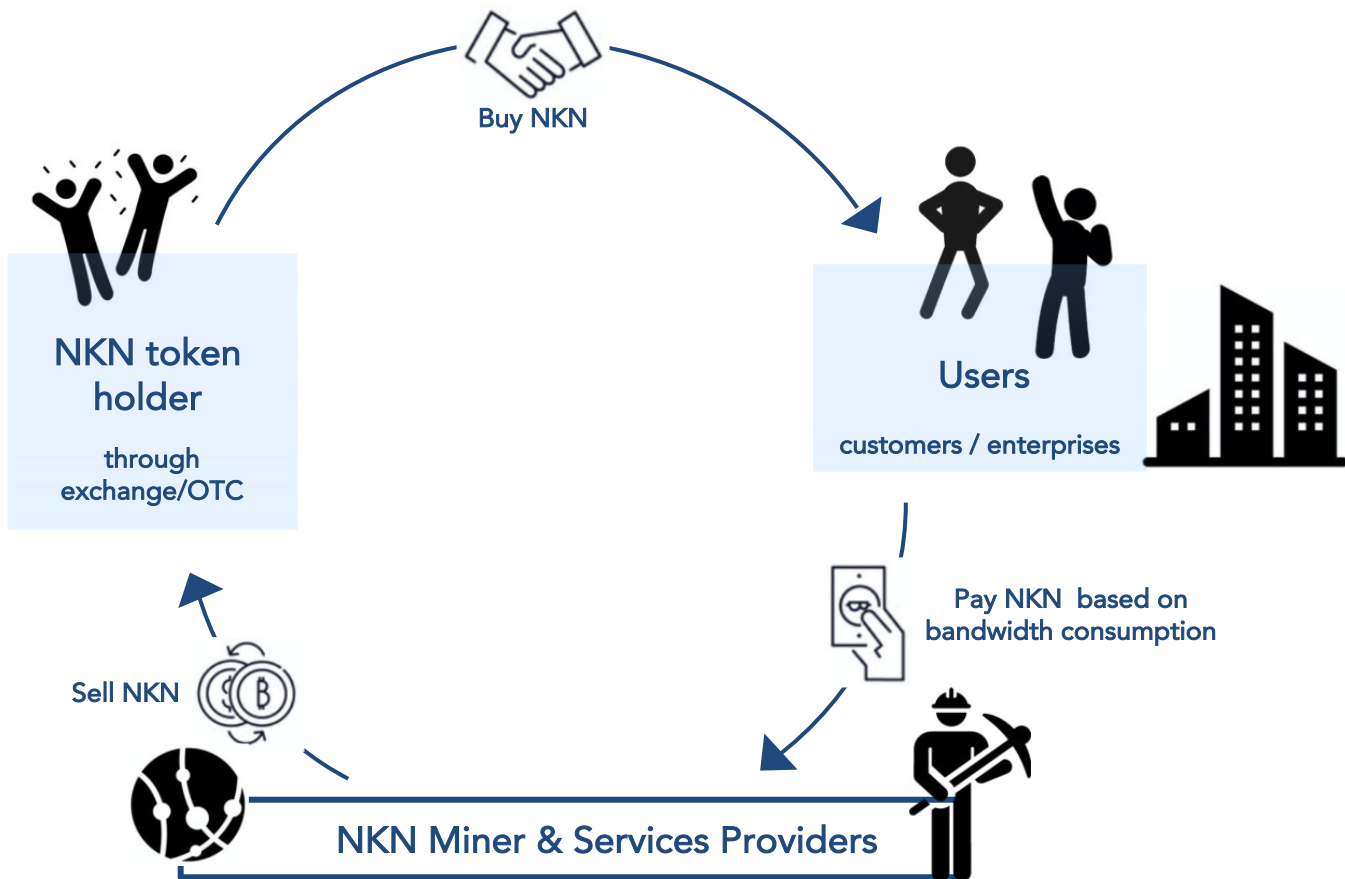 Buy NKN
NKN token
holder
through
exchange/OTC
Users
customers / enterprises
Pay NKN based on
bandwidth consumption
Sell NKN
NKN Miner & Services Providers